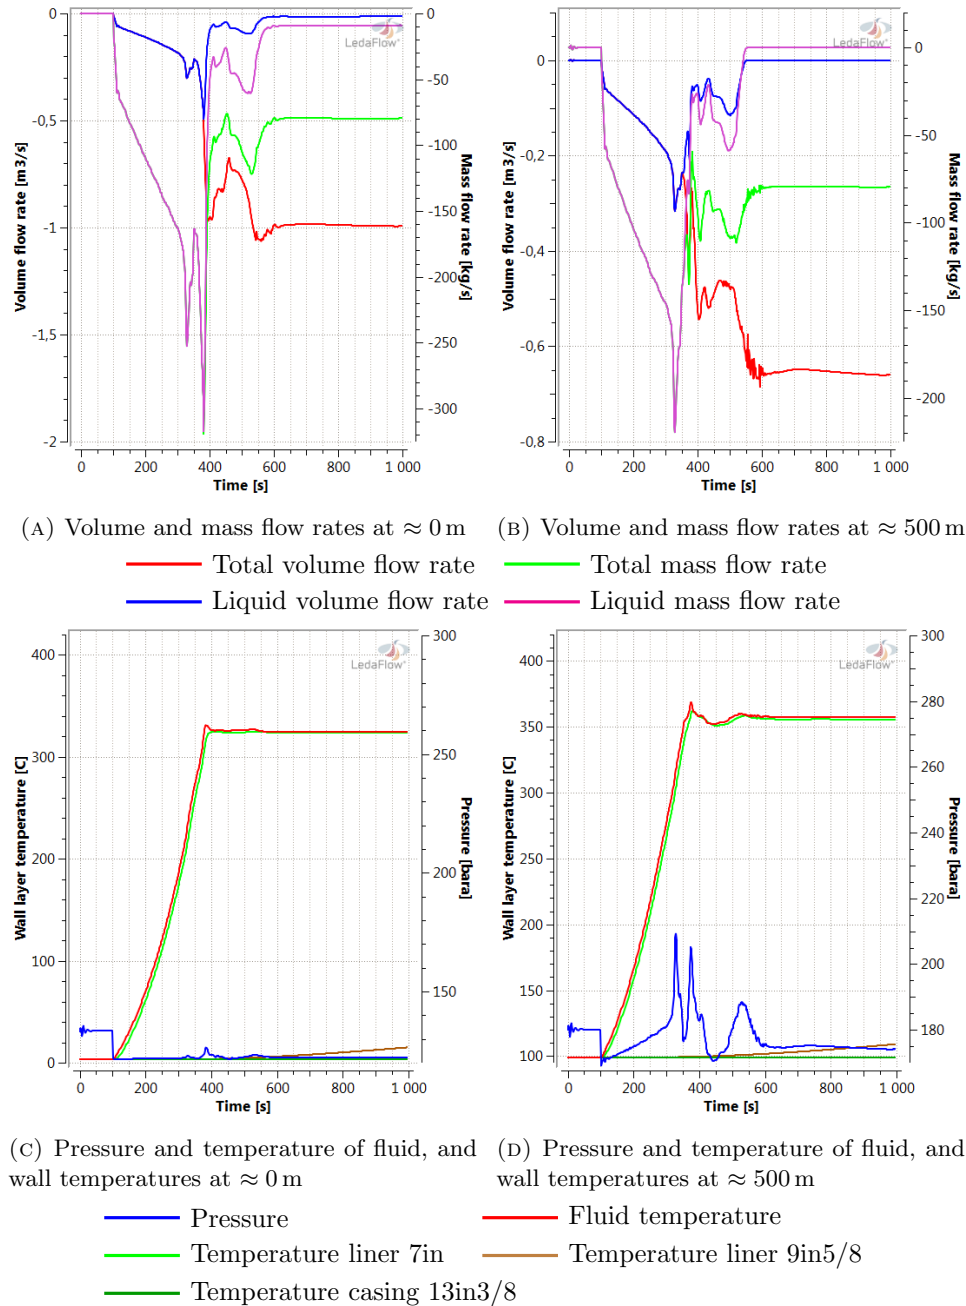 0
-0,5
-1
-1,5
-2
Volume flow rate [m3/s]
0
-50
-100
-150
-200
-250
-300
Mass flow rate [kg/s]
LedaFlow
0 200 400 600 800 1 000
Time [s]
0
-0,2
-0,4
-0,6
-0,8
Volume flow rate [m3/s]
0
-50
-100
-150
-200
Mass flow rate [kg/s]
LedaFlow
0 200 400 600 800 1 000
Time [s]
(A) Volume and mass flow rates at ≈ 0 m
(B) Volume and mass flow rates at ≈ 500 m
Total volume flow rate
Total mass flow rate
Liquid volume flow rate
Liquid mass flow rate
400
300
200
100
0
Wall layer temperature [C]
300
250
200
150
Pressure [bara]
LedaFlow®
0 200 400 600 800 1 000
Time [s]
400
350
300
250
200
150
100
Wall layer temperature [C]
300
280
260
240
220
200
180
Pressure [bara]
LedaFlow®
0 200 400 600 800 1 000
Time [s]
(C) Pressure and temperature of fluid, and
wall temperatures at ≈ 0 m
(D) Pressure and temperature of fluid, and
wall temperatures at ≈ 500 m
Pressure
Fluid temperature
Temperature liner 7in
Temperature liner 9in5/8
Temperature casing 13in3/8